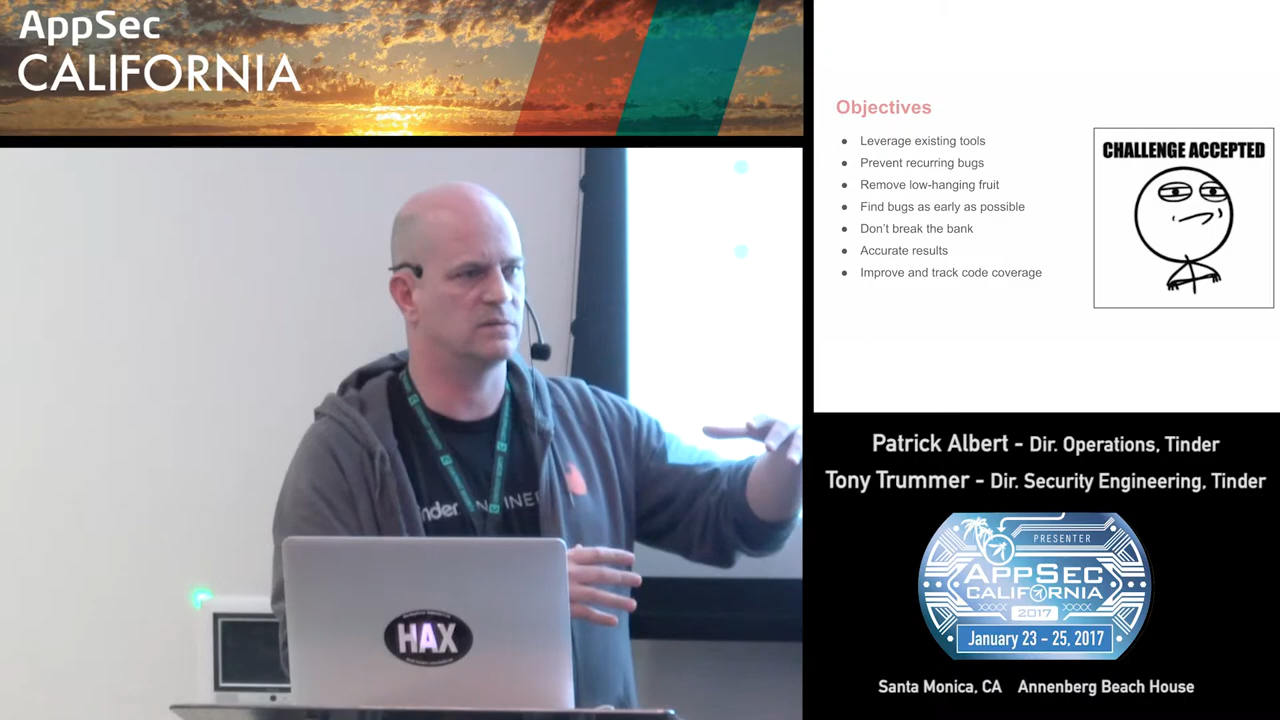 AppSec
CALIFORNIA
Objectives
Leverage existing tools
Prevent recurring bugs
Remove low-hanging fruit
Find bugs as early as possible
Don't break the bank
Accurate results
Improve and track code coverage
CHALLENGE ACCEPTED
HAX
Patrick Albert - Dir. Operations, Tinder
Tony Trummer - Dir. Security Engineering, Tinder
PRESENTER
APPSEC
CALIFORNIA
2017
January 23 - 25, 2017
Santa Monica, CA Annenberg Beach House